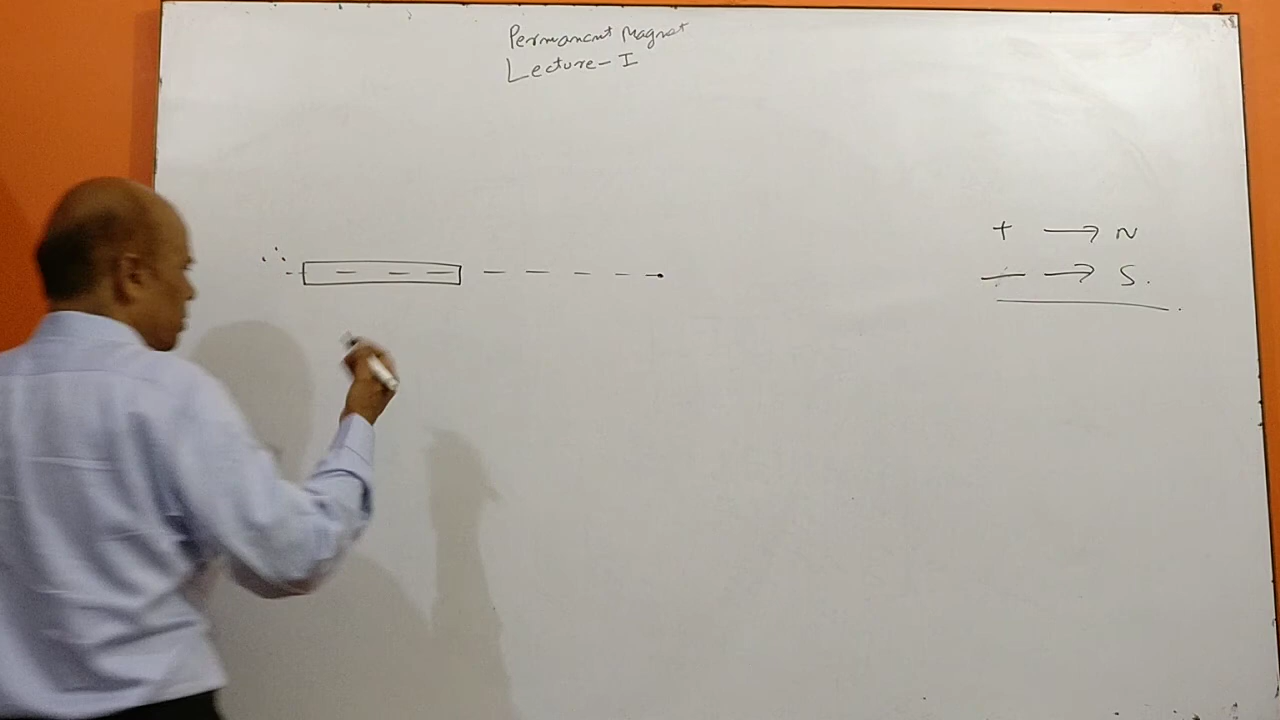 Permanent Magnet
Lecture-I
+ → N
- → S.